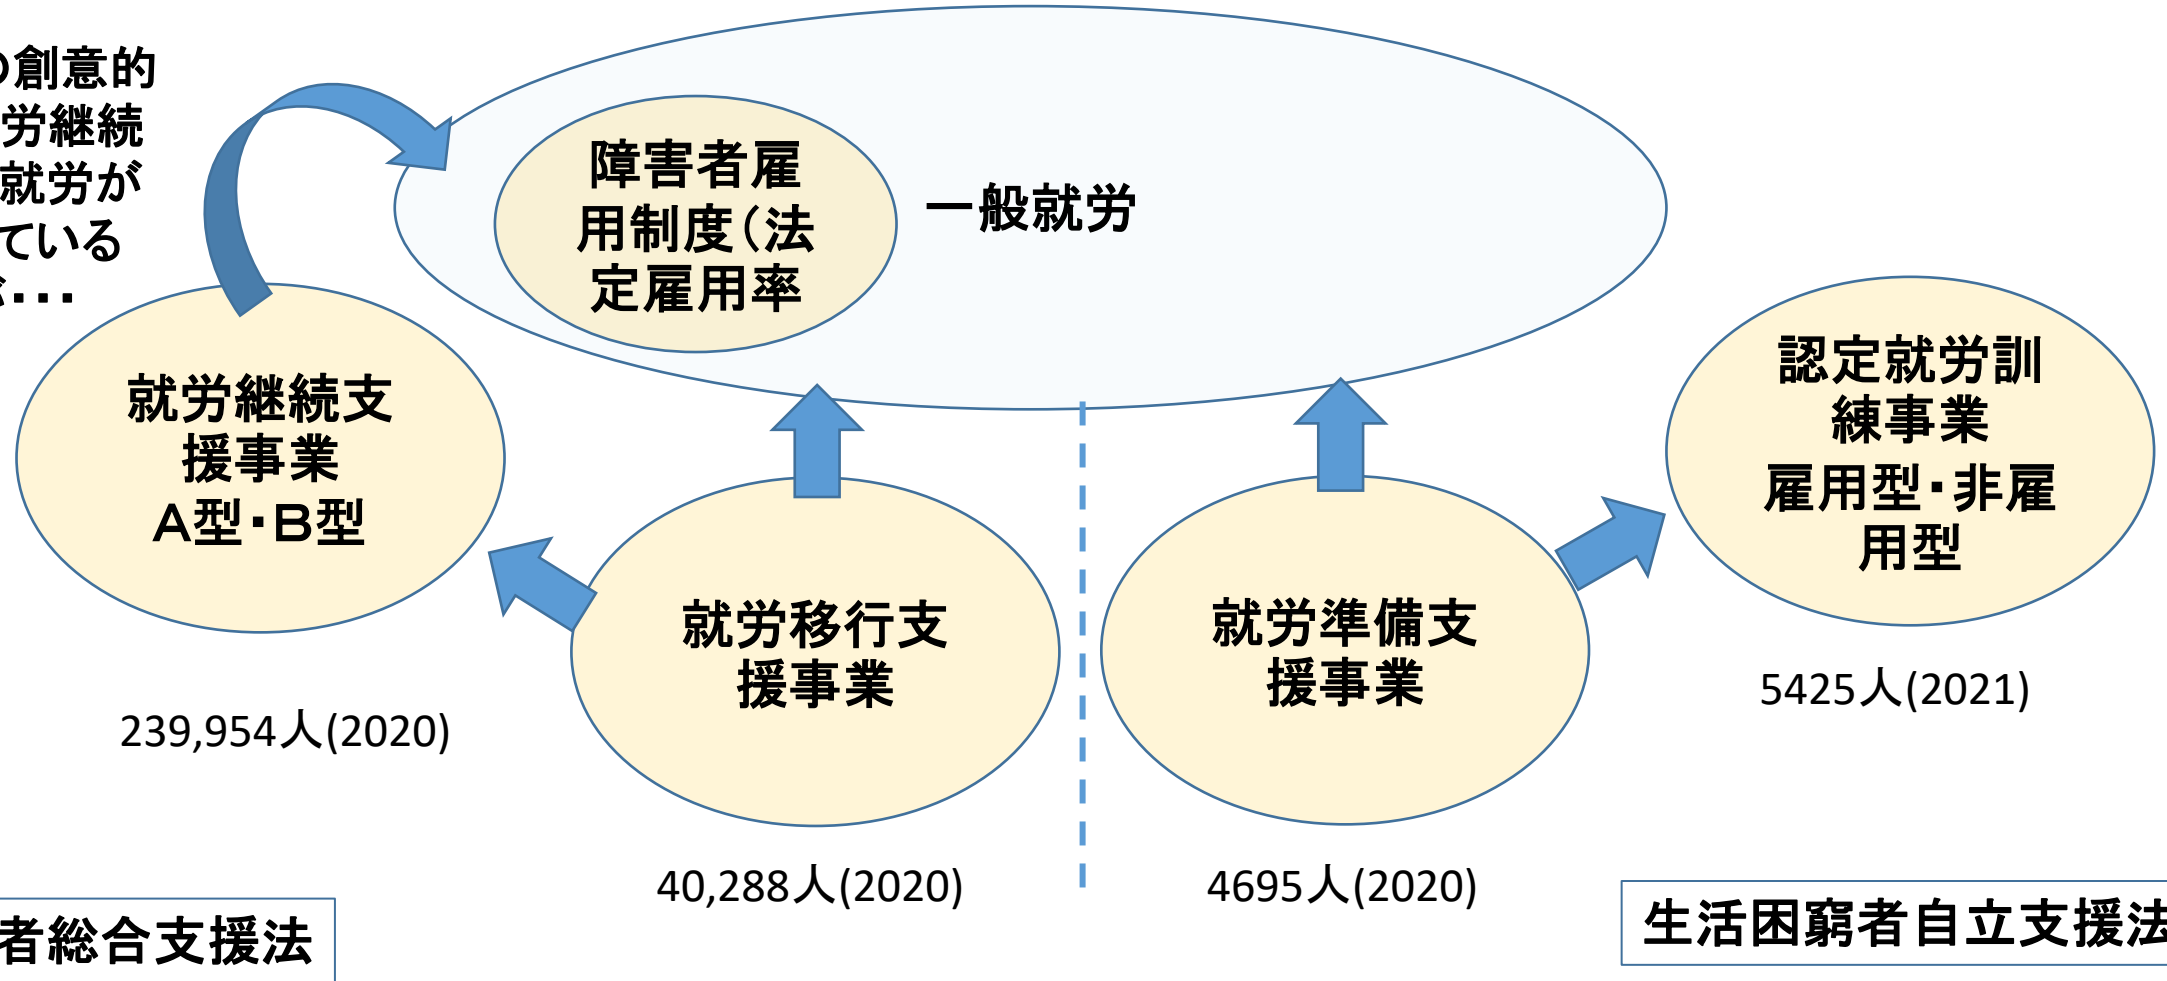 の創意的
労継続
就労が
ている
が・・・
障害者雇
用制度（法
定雇用率
一般就労
就労継続支
援事業
Ａ型・Ｂ型
認定就労訓
練事業
雇用型・非雇
用型
就労移行支
援事業
就労準備支
援事業
239,954人(2020)
5425人(2021)
40,288人(2020)
4695人(2020)
者総合支援法
生活困窮者自立支援法